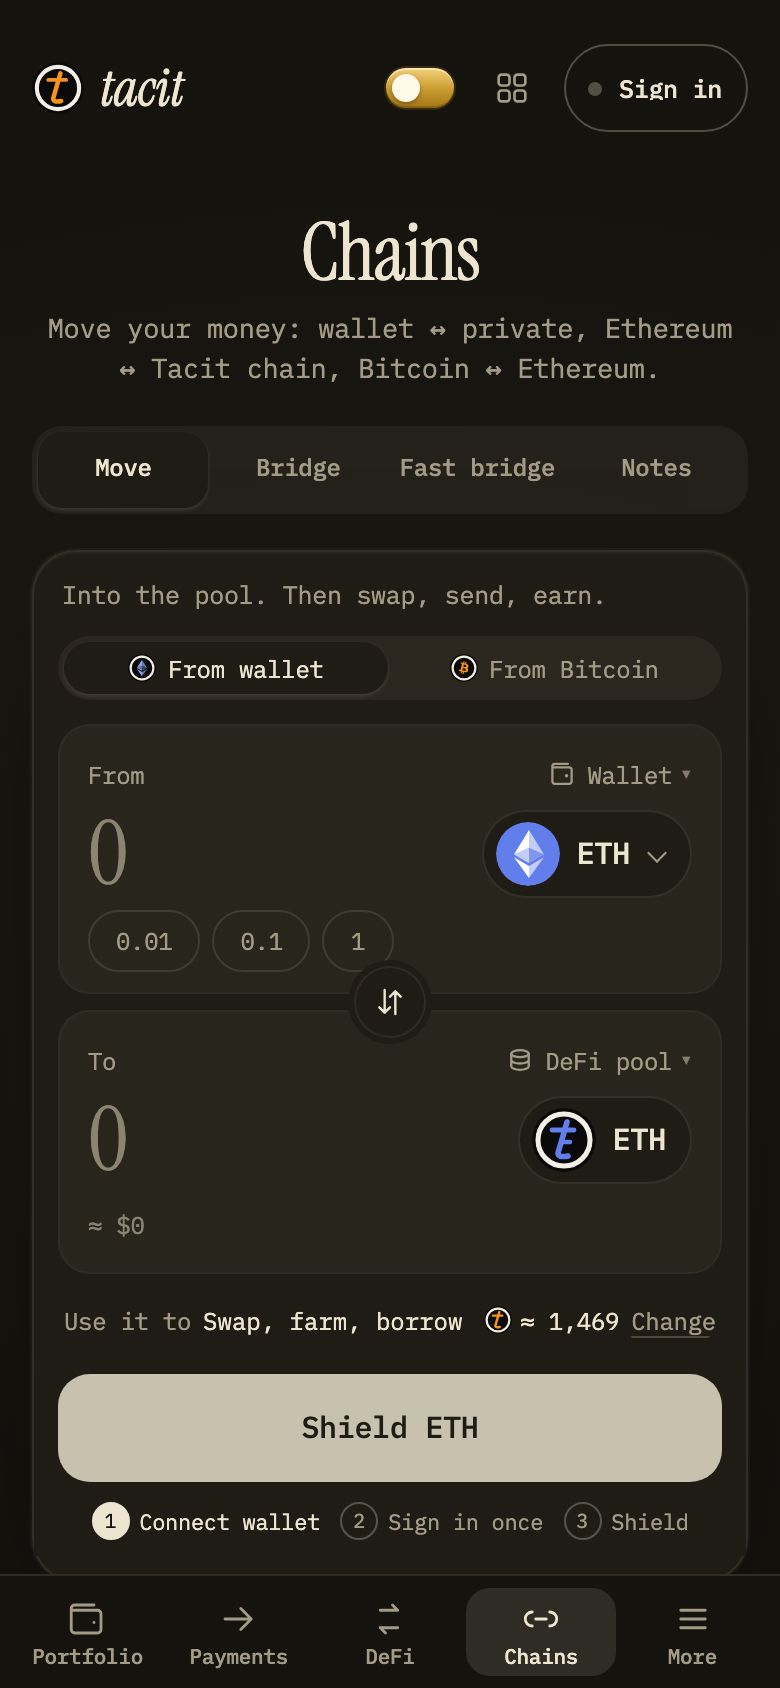 tacit
Sign in
Chains
Move your money: wallet ↔ private, Ethereum
↔ Tacit chain, Bitcoin ↔ Ethereum.
Move Bridge Fast bridge Notes
Into the pool. Then swap, send, earn.
From wallet From Bitcoin
From Wallet ▾
0 ETH
0.01 0.1 1
To DeFi pool ▾
0 ETH
≈ $0
Use it to Swap, farm, borrow ≈ 1,469 Change
Shield ETH
1 Connect wallet 2 Sign in once 3 Shield
Portfolio Payments DeFi Chains More